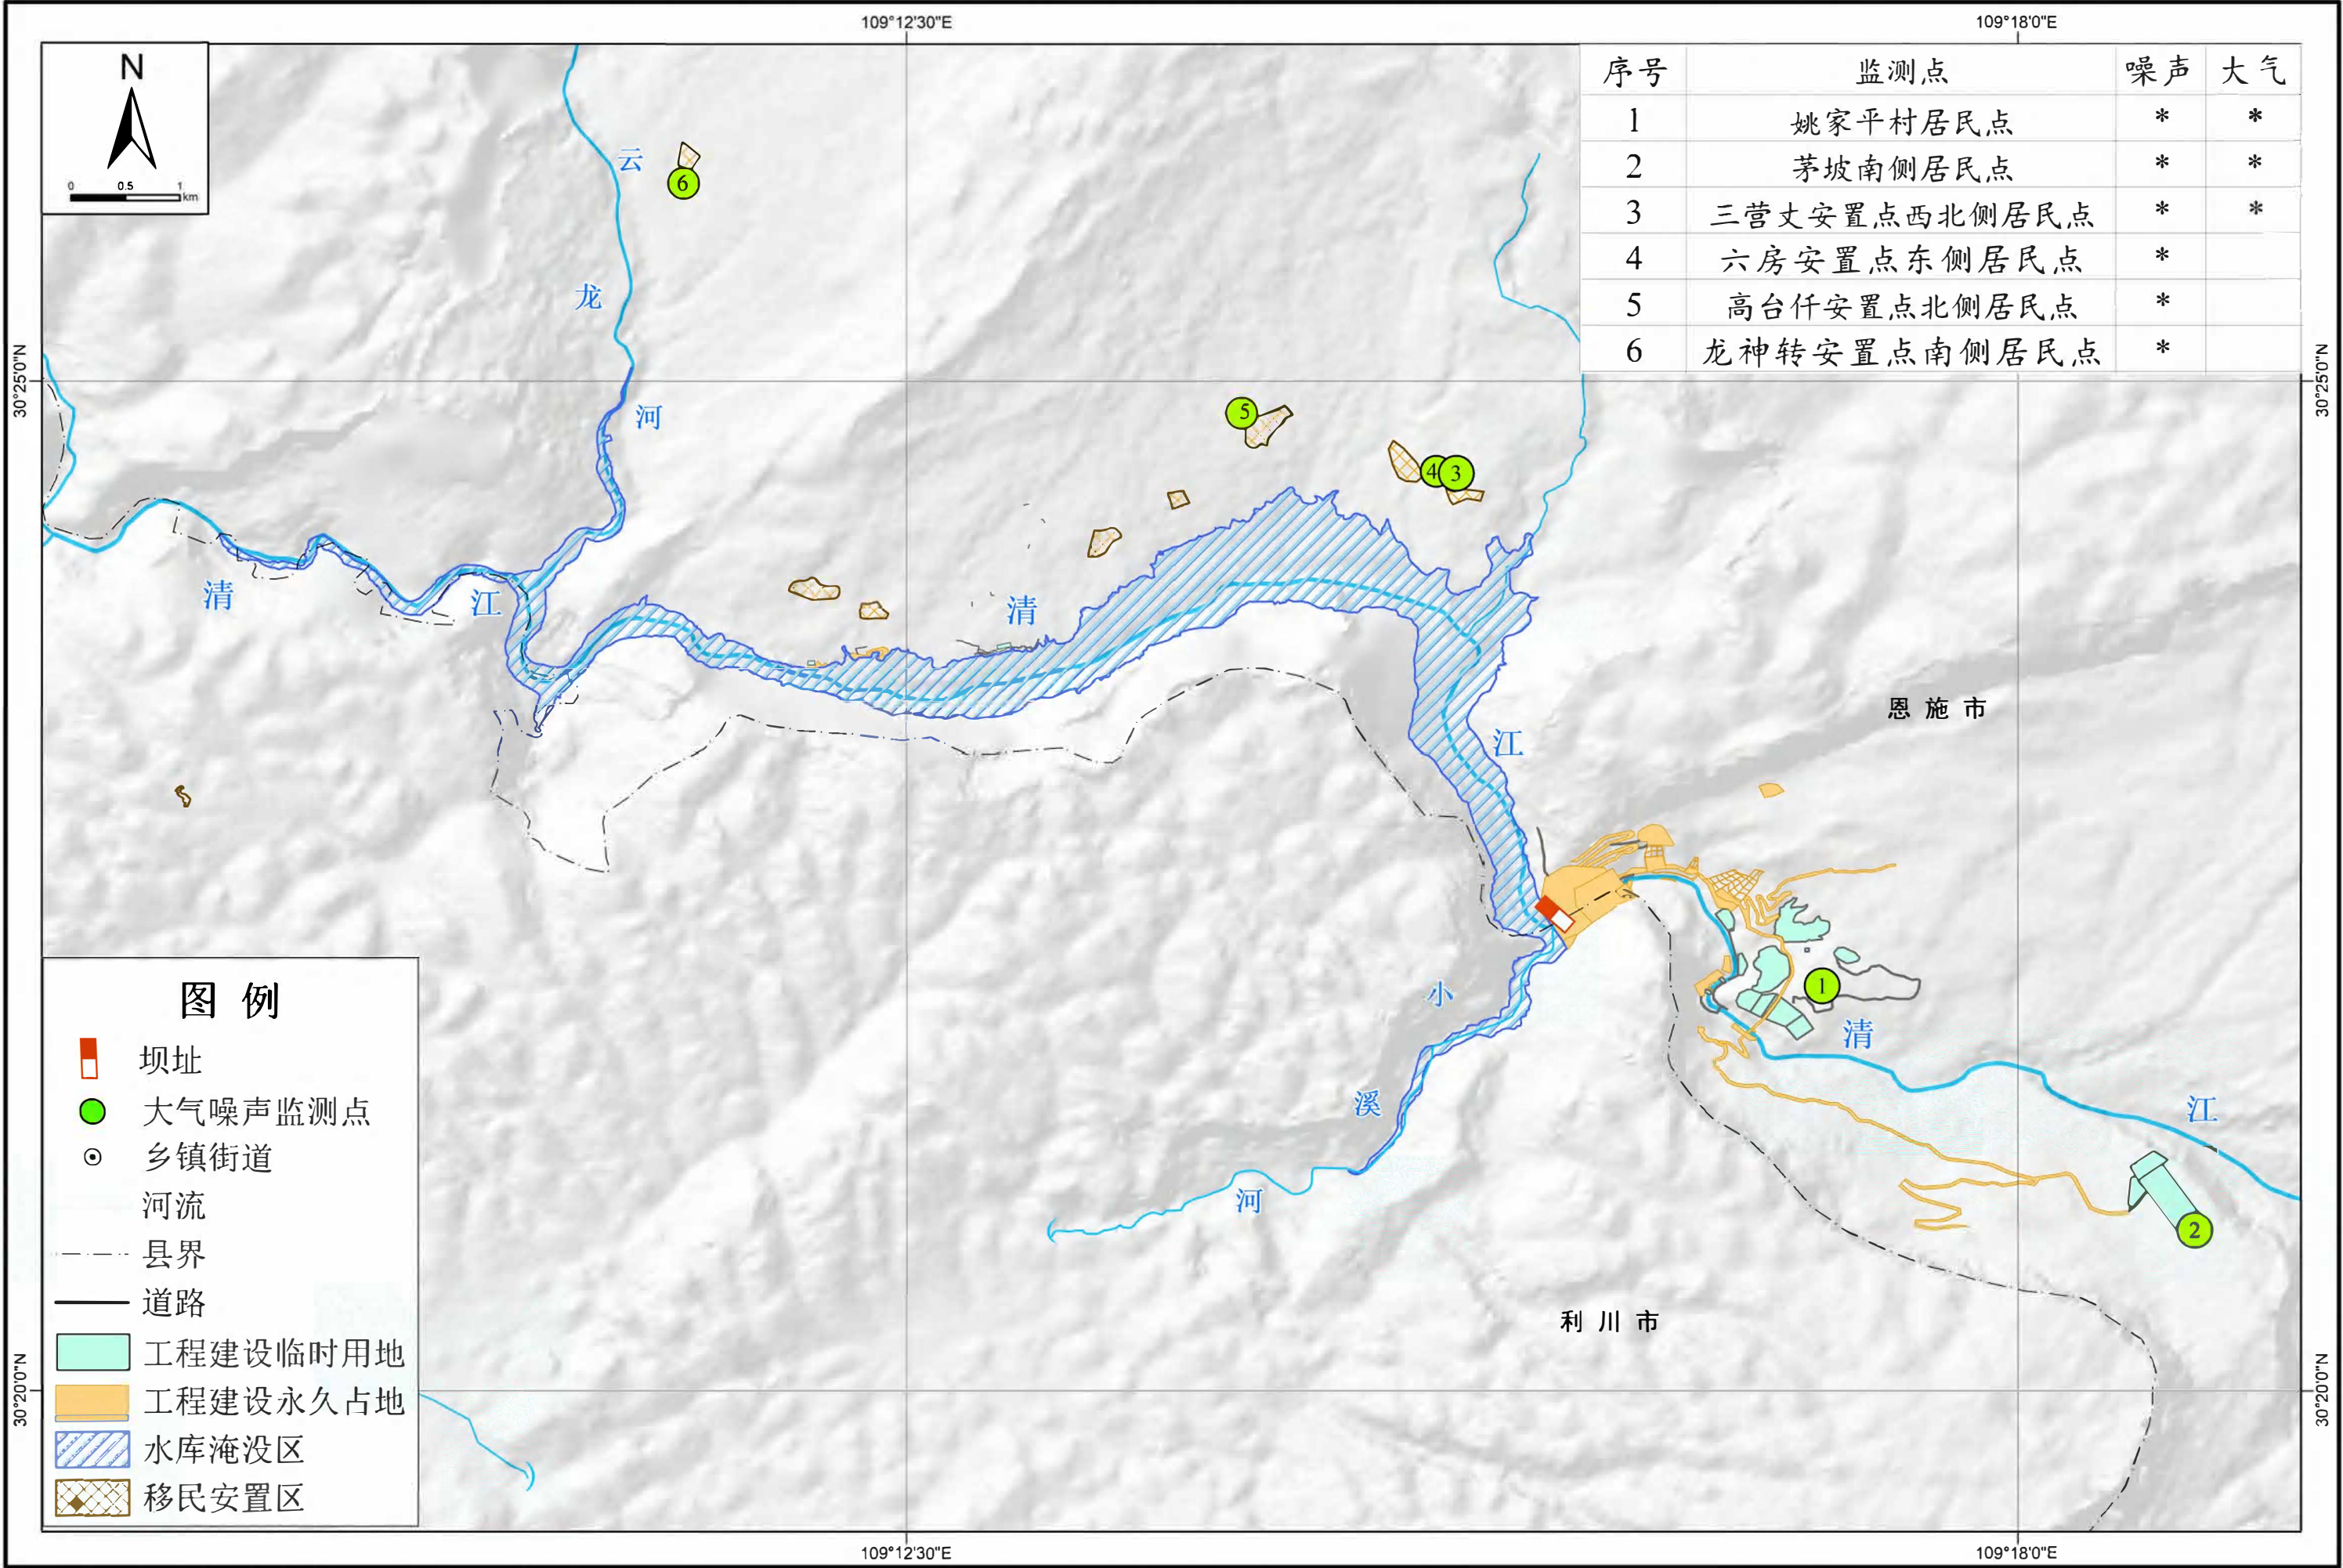 109°12'30"E
109°18'0"E
N
0 0.5 1 km
序号 监测点 噪声 大气
1 姚家平村居民点 * *
2 茅坡南侧居民点 * *
3 三营丈安置点西北侧居民点 * *
4 六房安置点东侧居民点 *
5 高台仟安置点北侧居民点 *
6 龙神转安置点南侧居民点 *
云
6
龙
河
30°25'0"N
30°25'0"N
5
4
3
清
江
清
江
恩施市
1
清
小
溪
河
江
2
利川市
图例
坝址
大气噪声监测点
乡镇街道
河流
县界
道路
工程建设临时用地
工程建设永久占地
水库淹没区
移民安置区
30°20'0"N
30°20'0"N
109°12'30"E
109°18'0"E